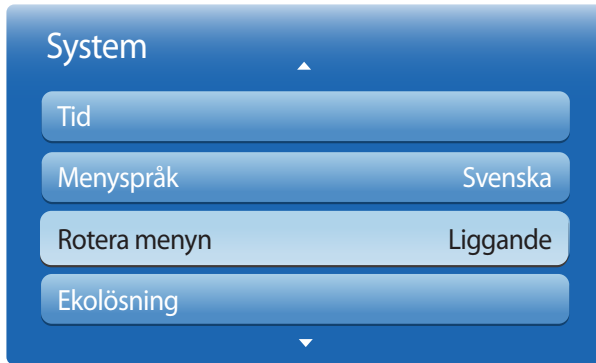 System
Tid
Menyspråk Svenska
Rotera menyn Liggande
Ekolösning